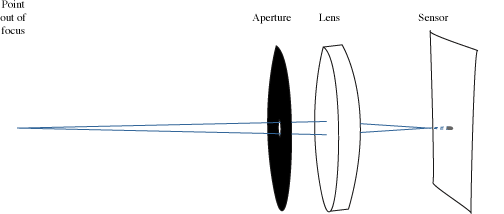 Point
out of
focus
Aperture
Lens
Sensor